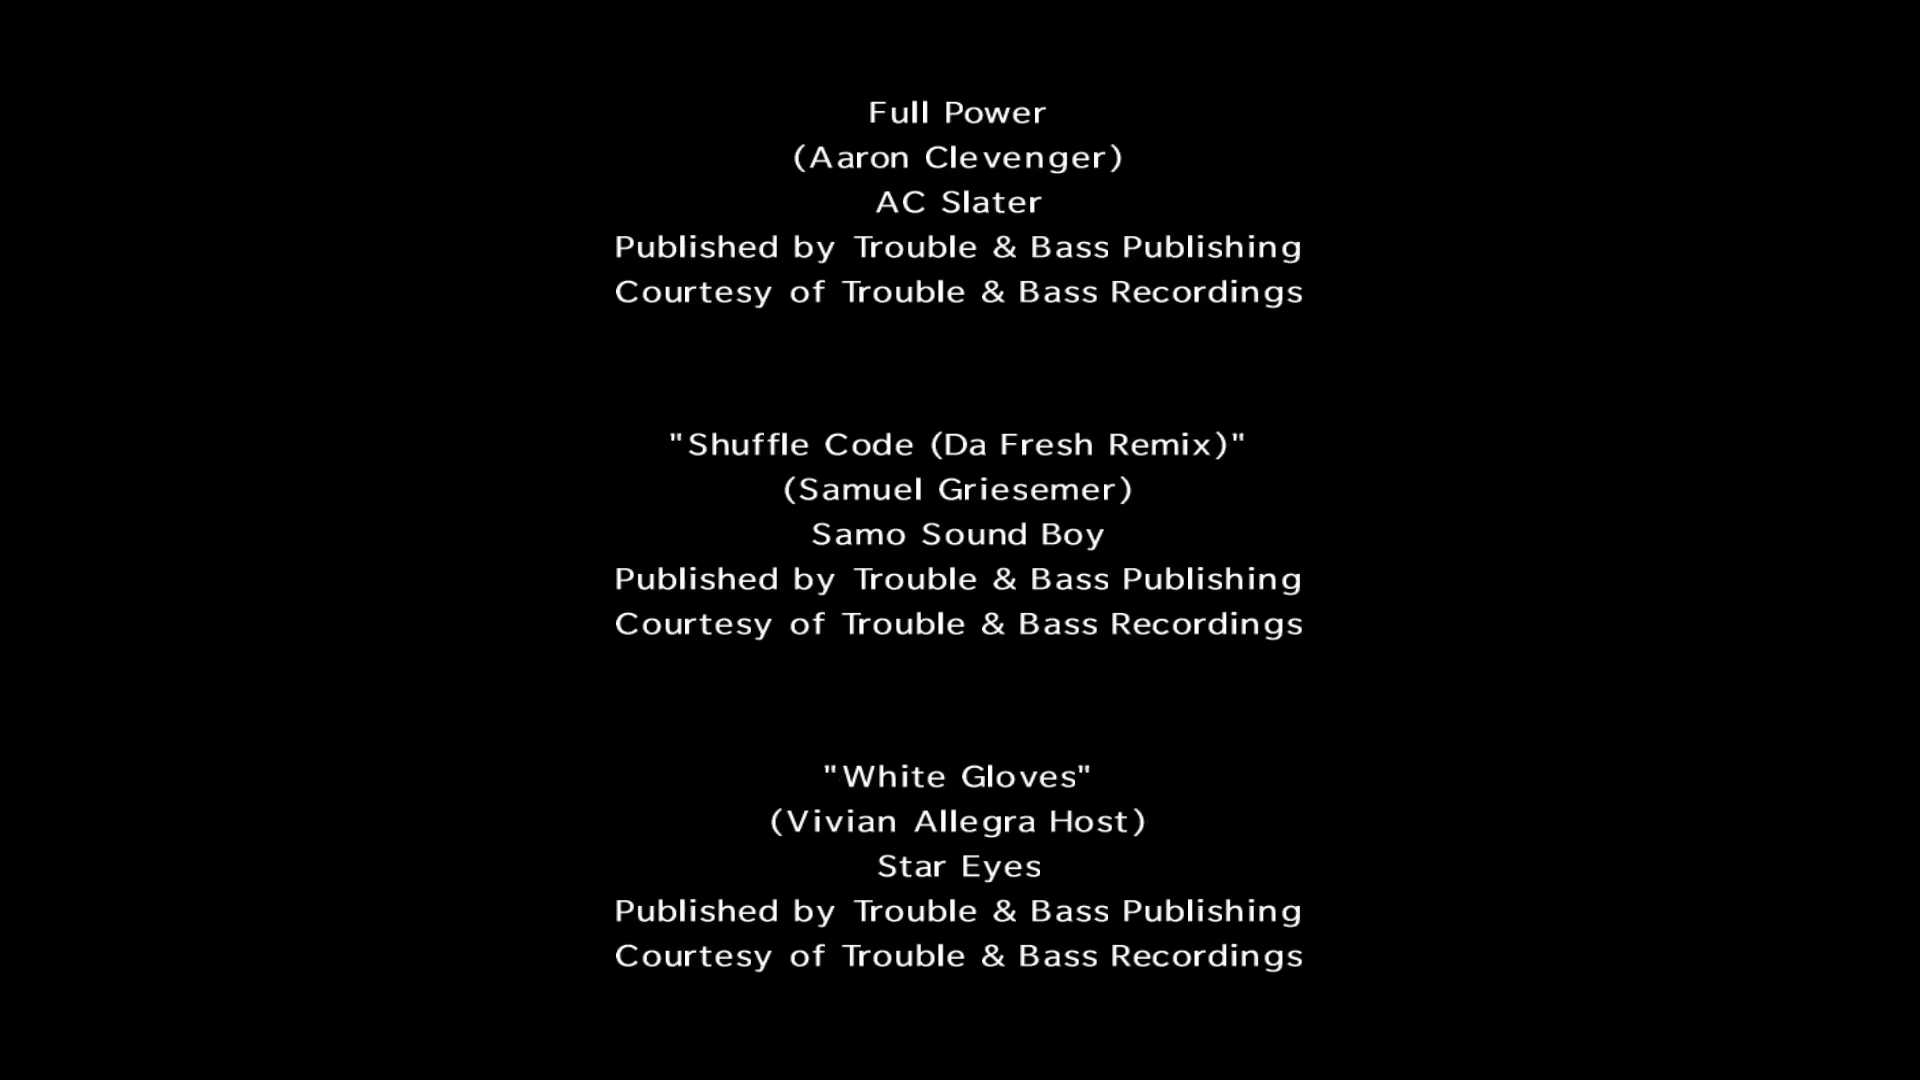 Full Power
(Aaron Clevenger)
AC Slater
Published by Trouble & Bass Publishing
Courtesy of Trouble & Bass Recordings
"Shuffle Code (Da Fresh Remix)"
(Samuel Griesemer)
Samo Sound Boy
Published by Trouble & Bass Publishing
Courtesy of Trouble & Bass Recordings
"White Gloves"
(Vivian Allegra Host)
Star Eyes
Published by Trouble & Bass Publishing
Courtesy of Trouble & Bass Recordings